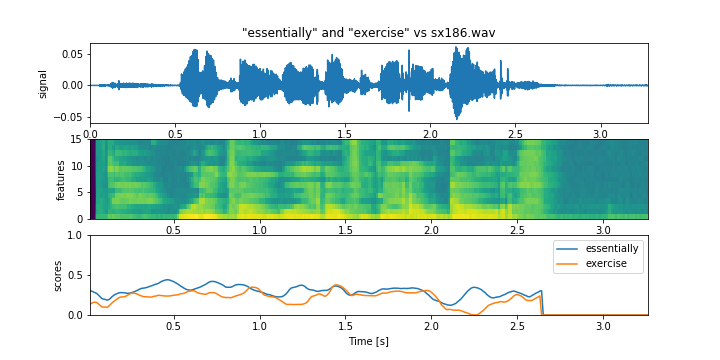 "essentially" and "exercise" vs sx186.wav
signal
0.05
0.00
−0.05
0.0 0.5 1.0 1.5 2.0 2.5 3.0
features
15
10
5
0
0.5 1.0 1.5 2.0 2.5 3.0
scores
1.0
0.5
0.0
essentially
exercise
0.5 1.0 1.5 2.0 2.5 3.0
Time [s]